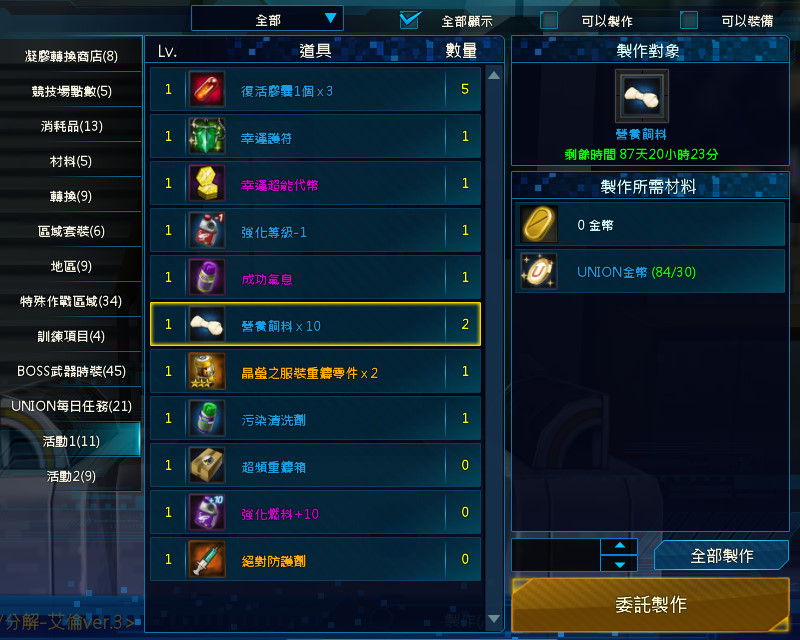 全部
全部顯示
可以製作
可以裝備
凝膠轉換商店(8)
競技場點數(5)
消耗品(13)
材料(5)
轉換(9)
區域套裝(6)
地區(9)
特殊作戰區域(34)
訓練項目(4)
BOSS武器時裝(45)
UNION每日任務(21)
活動1(11)
活動2(9)
Lv. 道具 數量
1 復活膠囊1個 x 3 5
1 幸運護符 1
1 幸運超能代幣 1
1 強化等級-1 1
1 成功氣息 1
1 營養飼料 x 10 2
1 晶瑩之服裝重鑄零件 x 2 1
1 污染清洗劑 1
1 超頻重鑄箱 0
1 強化燃料+10 0
1 絕對防護劑 0
製作對象
營養飼料
剩餘時間 87天20小時23分
製作所需材料
0 金幣
UNION金幣 (84/30)
全部製作
委託製作
/分解-艾倫ver.3>